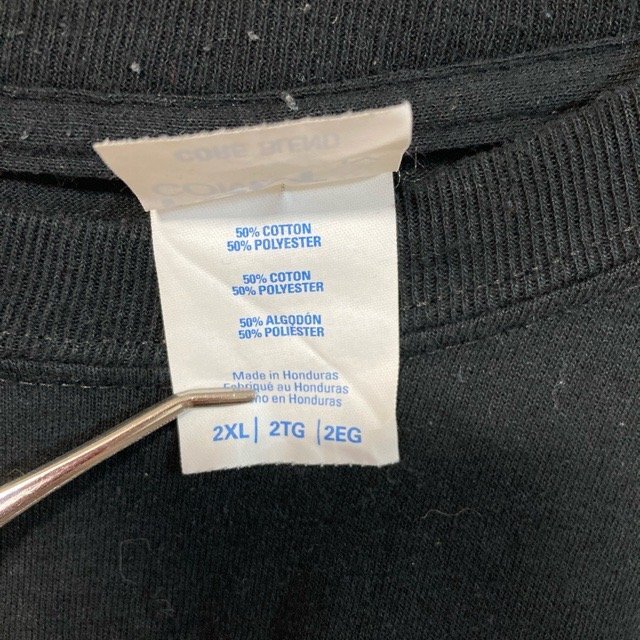 50% COTTON
50% POLYESTER
50% COTON
50% POLYESTER
50% ALGODÓN
50% POLIÉSTER
Made in Honduras
Fabriqué au Honduras
en Honduras
2XL | 2TG | 2EG